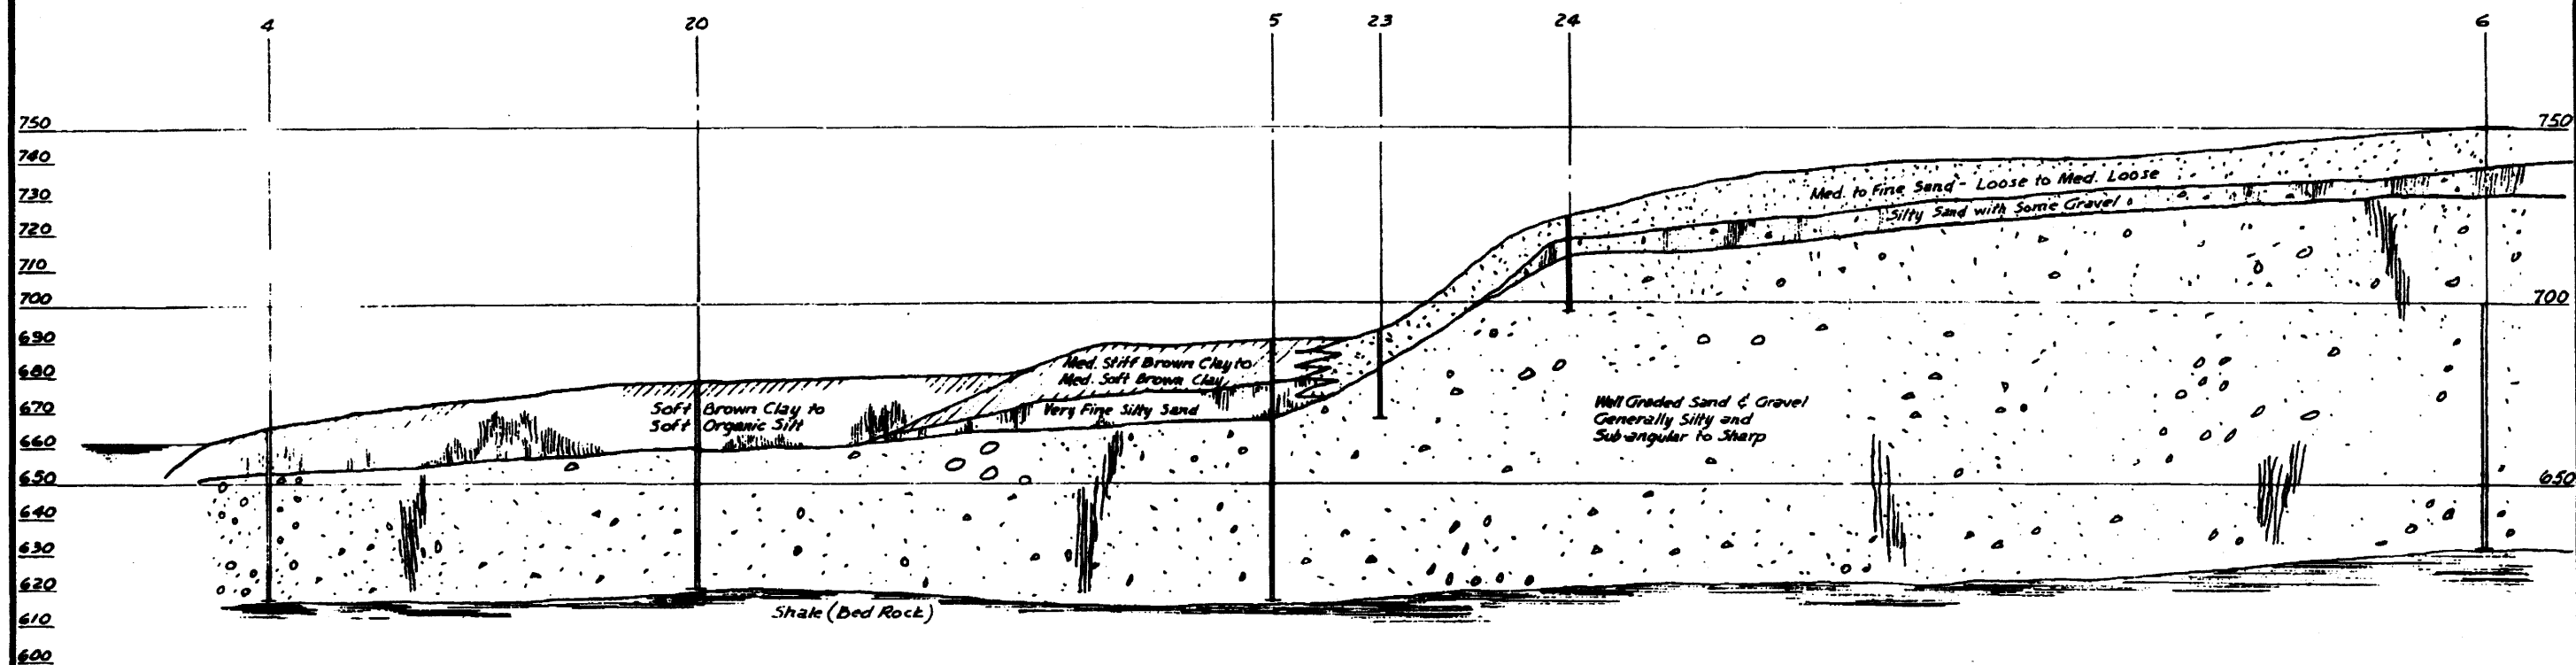 4 20 5 23 24 6
750 750
740
730
Med. to Fine Sand - Loose to Med. Loose
Silty Sand with Some Gravel
720
710
700 700
690
Med. Stiff Brown Clay to
Med. Soft Brown Clay
680
Very Fine Silty Sand
670
Soft Brown Clay to
Soft Organic Silt
Well Graded Sand & Gravel
Generally Silty and
Sub-angular to Sharp
660
650 650
640
630
620
Shale (Bed Rock)
610
600